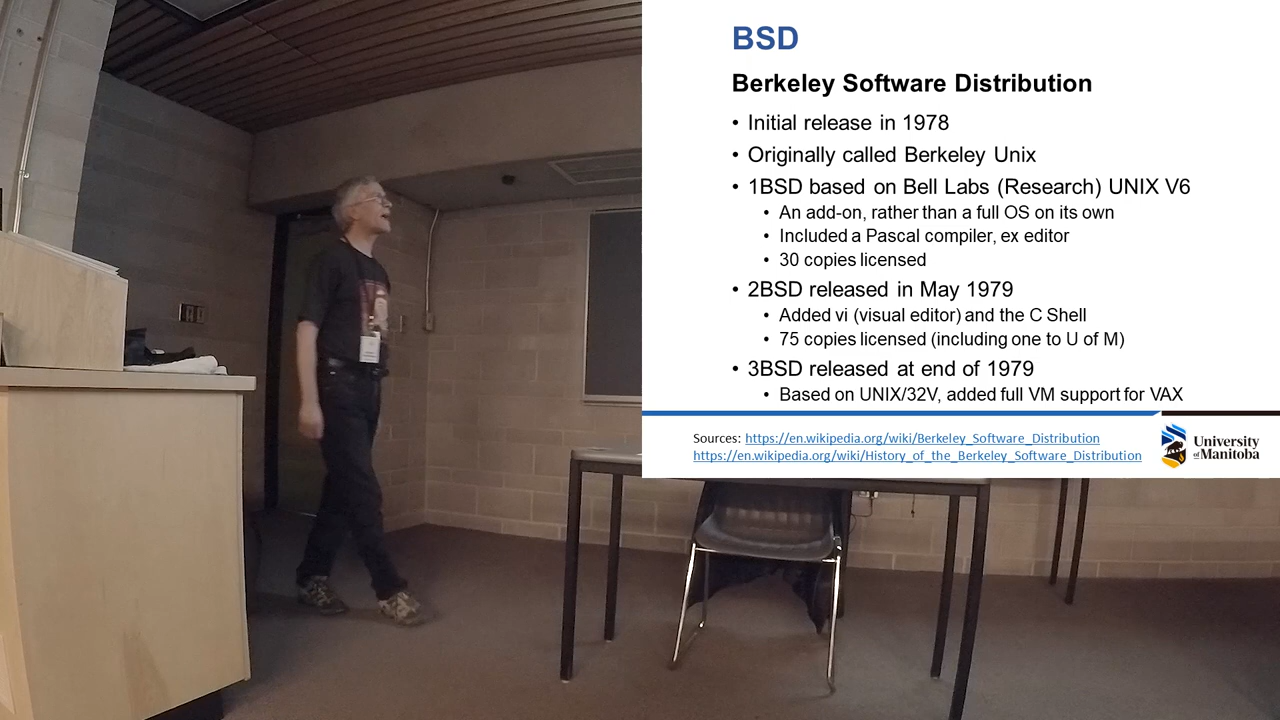 BSD
Berkeley Software Distribution
• Initial release in 1978
• Originally called Berkeley Unix
• 1BSD based on Bell Labs (Research) UNIX V6
• An add-on, rather than a full OS on its own
• Included a Pascal compiler, ex editor
• 30 copies licensed
• 2BSD released in May 1979
• Added vi (visual editor) and the C Shell
• 75 copies licensed (including one to U of M)
• 3BSD released at end of 1979
• Based on UNIX/32V, added full VM support for VAX
Sources: https://en.wikipedia.org/wiki/Berkeley_Software_Distribution
https://en.wikipedia.org/wiki/History_of_the_Berkeley_Software_Distribution
University
of Manitoba